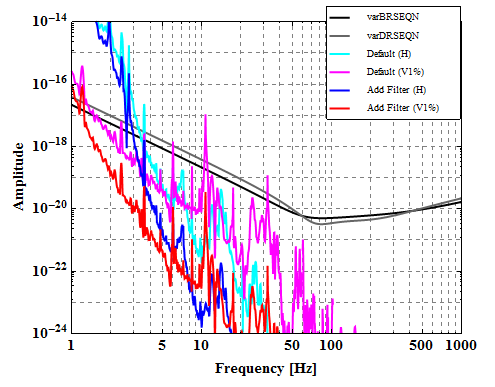 varBRSEQN
varDRSEQN
Default (H)
Default (V1%)
Add Filter (H)
Add Filter (V1%)
Amplitude
10⁻¹⁴
10⁻¹⁶
10⁻¹⁸
10⁻²⁰
10⁻²²
10⁻²⁴
1 5 10 50 100 500 1000
Frequency [Hz]